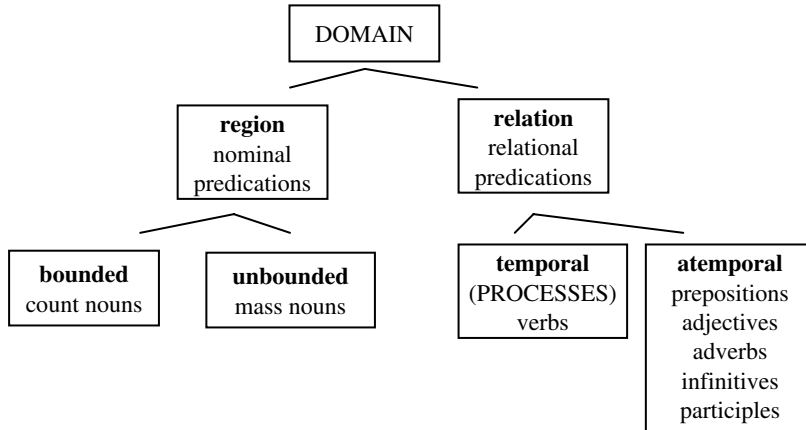 DOMAIN
region
nominal
predications
relation
relational
predications
bounded
count nouns
unbounded
mass nouns
temporal
(PROCESSES)
verbs
atemporal
prepositions
adjectives
adverbs
infinitives
participles